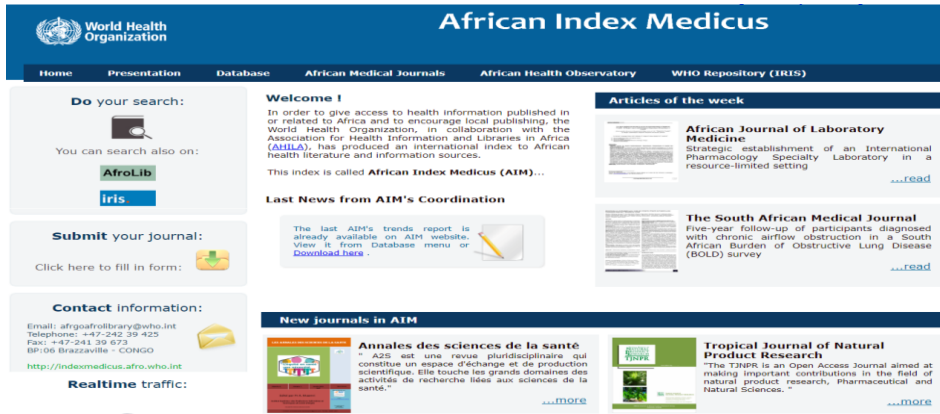 World Health
Organization
African Index Medicus
Home Presentation Database African Medical Journals African Health Observatory WHO Repository (IRIS)
Do your search:
You can search also on:
AfroLib
iris.
Submit your journal:
Click here to fill in form:
Contact information:
Email: afrgoafrolibrary@who.int
Telephone: +47-242 39 425
Fax: +47-241 39 673
BP:06 Brazzaville - CONGO
http://indexmedicus.afro.who.int
Realtime traffic:
Welcome !
In order to give access to health information published in
or related to Africa and to encourage local publishing, the
World Health Organization, in collaboration with the
Association for Health Information and Libraries in Africa
(AHILA), has produced an international index to African
health literature and information sources.
This index is called African Index Medicus (AIM)...
Last News from AIM's Coordination
The last AIM's trends report is
already available on AIM website.
View it from Database menu or
Download here .
Articles of the week
African Journal of Laboratory
Medicine
Strategic establishment of an International
Pharmacology Specialty Laboratory in a
resource-limited setting
...read
The South African Medical Journal
Five-year follow-up of participants diagnosed
with chronic airflow obstruction in a South
African Burden of Obstructive Lung Disease
(BOLD) survey
...read
New journals in AIM
Annales des sciences de la santé
" A2S est une revue pluridisciplinaire qui
constitue un espace d'échange et de production
scientifique. Elle touche les grands domaines des
activités de recherche liées aux sciences de la
santé."
...more
TJNPR
Tropical Journal of Natural
Product Research
"The TJNPR is an Open Access Journal aimed at
making important contributions in the field of
natural product research, Pharmaceutical and
Natural Sciences. "
...more